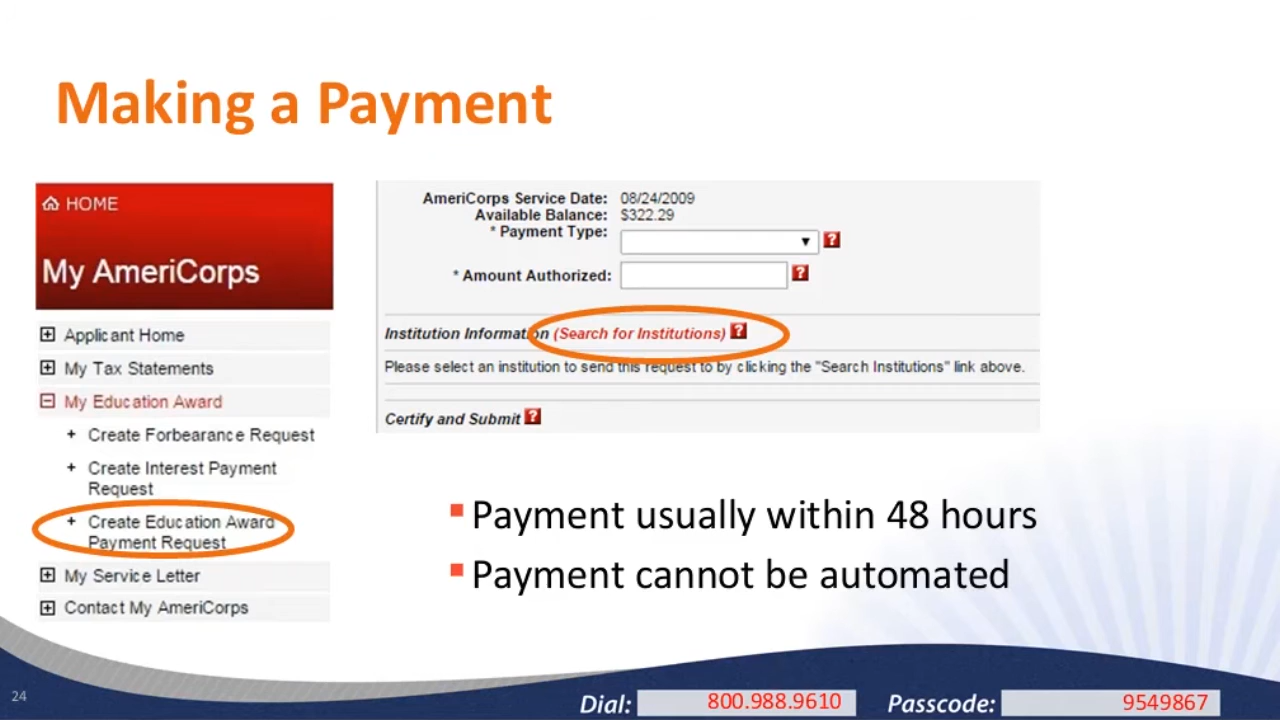 Making a Payment
HOME
My AmeriCorps
Applicant Home
My Tax Statements
My Education Award
+ Create Forbearance Request
+ Create Interest Payment
Request
+ Create Education Award
Payment Request
My Service Letter
Contact My AmeriCorps
AmeriCorps Service Date: 08/24/2009
Available Balance: $322.29
* Payment Type: ?
* Amount Authorized: ?
Institution Information (Search for Institutions) ?
Please select an institution to send this request to by clicking the "Search Institutions" link above.
Certify and Submit ?
▪ Payment usually within 48 hours
▪ Payment cannot be automated
24
Dial: 800.988.9610 Passcode: 9549867